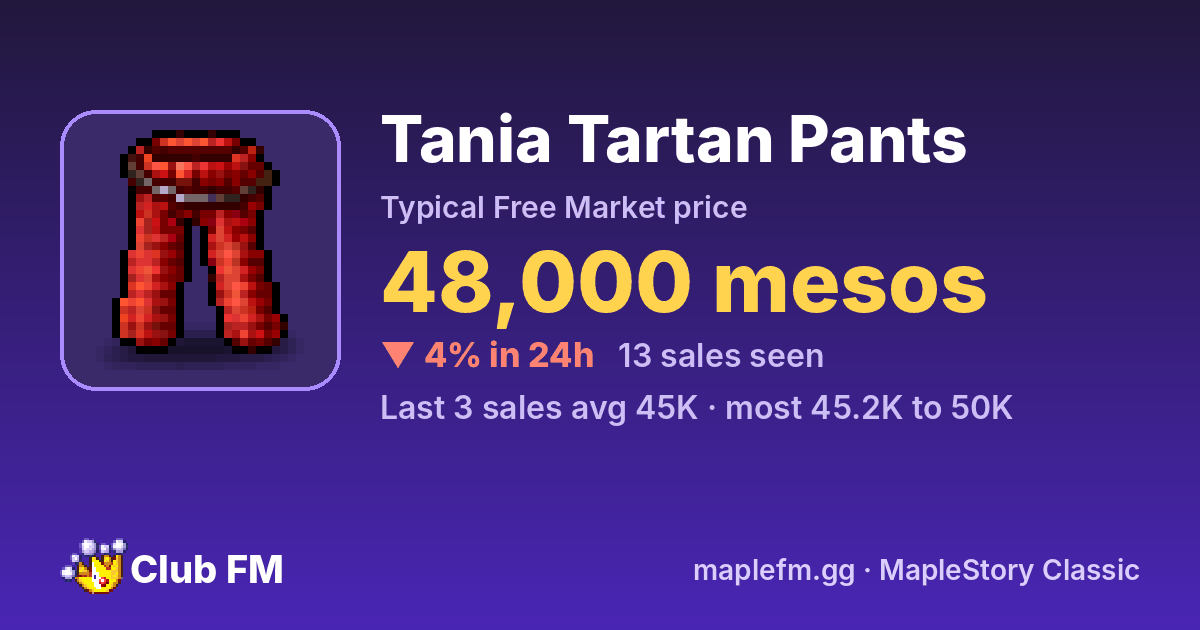 Tania Tartan Pants
Typical Free Market price
48,000 mesos
▼ 4% in 24h 13 sales seen
Last 3 sales avg 45K · most 45.2K to 50K
Club FM
maplefm.gg · MapleStory Classic